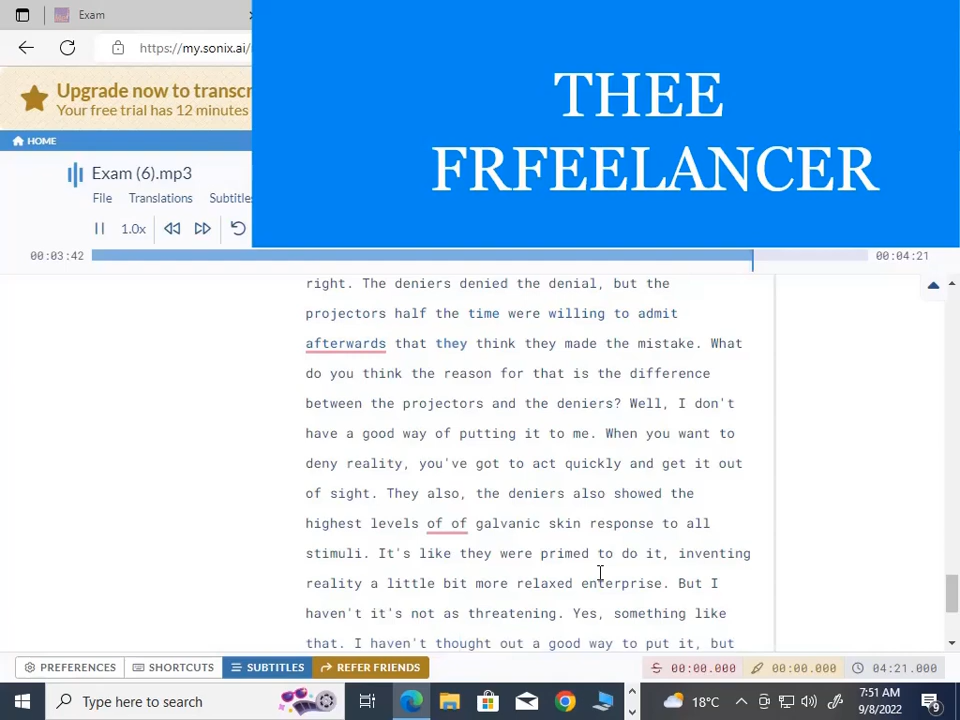 Exam
https://my.sonix.ai/
THEE
FRFEELANCER
Upgrade now to transcr
Your free trial has 12 minutes
HOME
Exam (6).mp3
File Translations Subtitles
1.0x
00:03:42 00:04:21
right. The deniers denied the denial, but the
projectors half the time were willing to admit
afterwards that they think they made the mistake. What
do you think the reason for that is the difference
between the projectors and the deniers? Well, I don't
have a good way of putting it to me. When you want to
deny reality, you've got to act quickly and get it out
of sight. They also, the deniers also showed the
highest levels of of galvanic skin response to all
stimuli. It's like they were primed to do it, inventing
reality a little bit more relaxed enterprise. But I
haven't it's not as threatening. Yes, something like
that. I haven't thought out a good way to put it, but
PREFERENCES SHORTCUTS SUBTITLES REFER FRIENDS 00:00.000 00:00.000 04:21.000
Type here to search 18°C 7:51 AM
9/8/2022 9